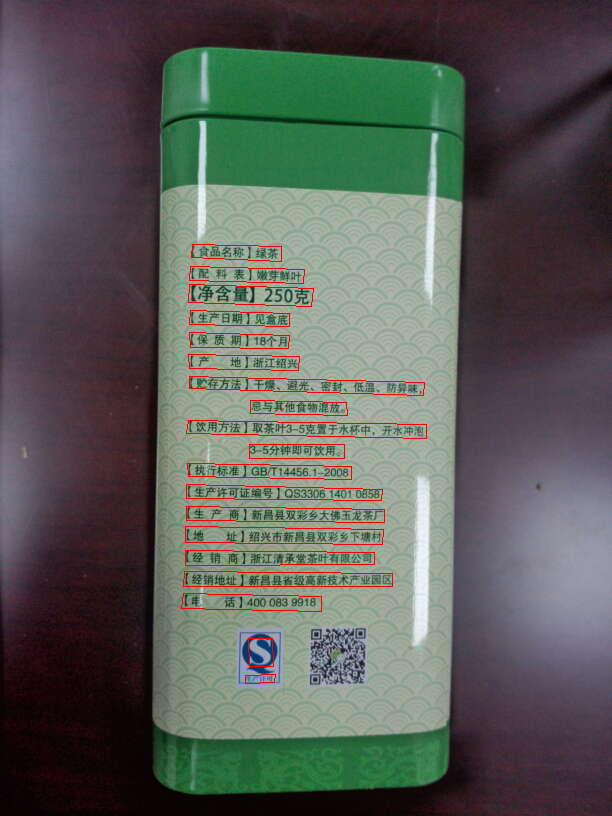 【食品名称】绿茶
【配 料 表】嫩芽鲜叶
【净含量】250克
【生产日期】见盒底
【保 质 期】18个月
【产 地】浙江绍兴
【贮存方法】干燥、避光、密封、低温、防异味，
忌与其他食物混放。
【饮用方法】取茶叶3-5克置于水杯中，开水冲泡
3-5分钟即可饮用。
【执行标准】GB/T14456.1-2008
【生产许可证编号】QS3306 1401 0858
【生 产 商】新昌县双彩乡大佛玉龙茶厂
【地 址】绍兴市新昌县双彩乡下塘村
【经 销 商】浙江清承堂茶叶有限公司
【经销地址】新昌县省级高新技术产业园区
【电 话】400 083 9918
S
生产许可